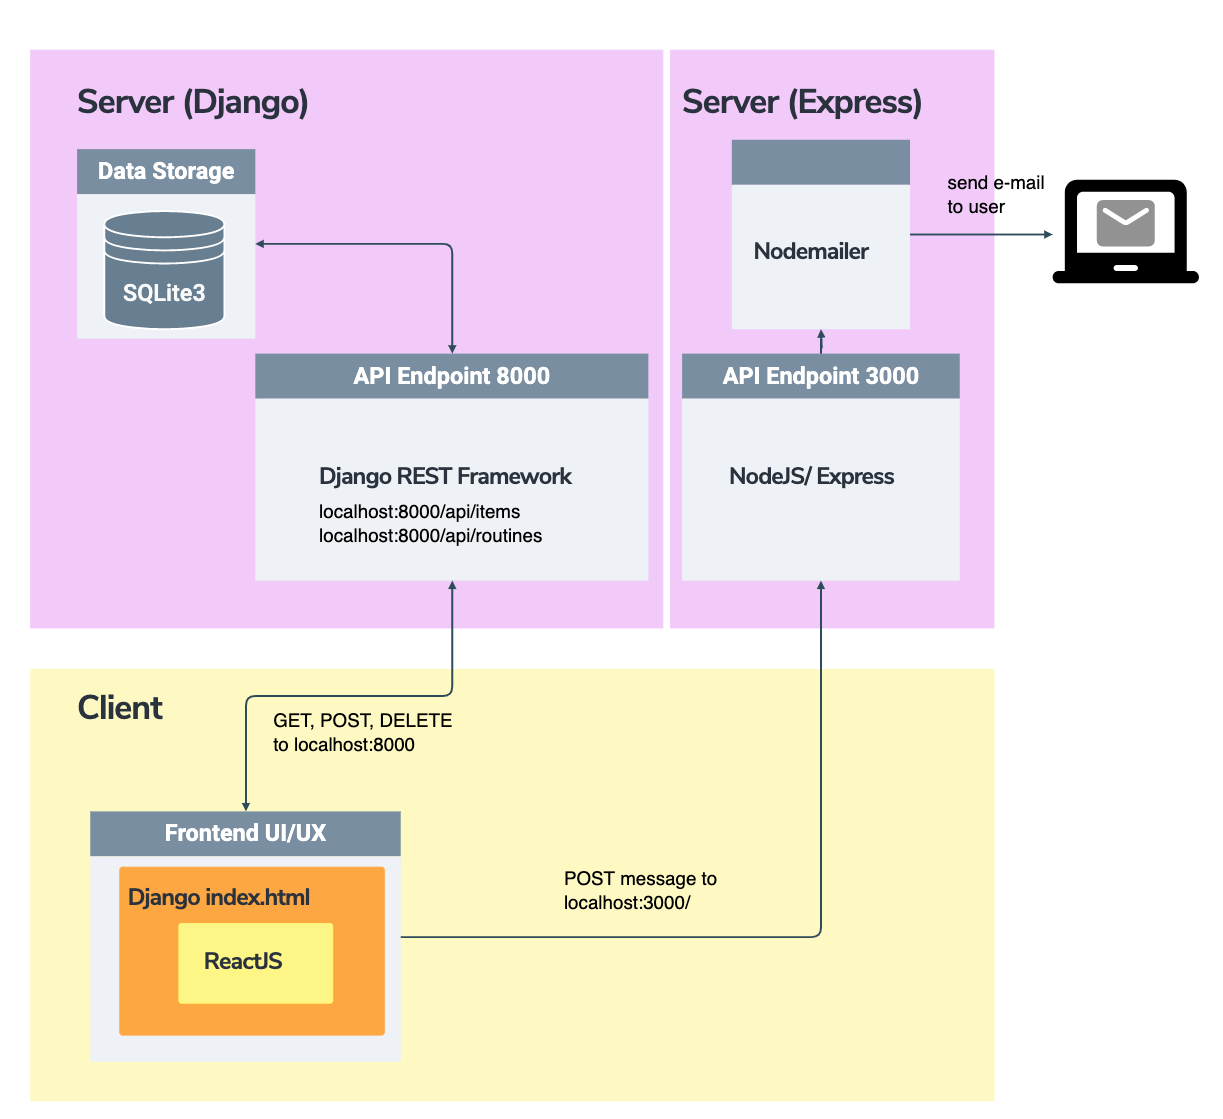 Server (Django)
Data Storage
SQLite3
API Endpoint 8000
Django REST Framework
localhost:8000/api/items
localhost:8000/api/routines
Server (Express)
Nodemailer
send e-mail
to user
API Endpoint 3000
NodeJS/ Express
Client
GET, POST, DELETE
to localhost:8000
Frontend UI/UX
Django index.html
ReactJS
POST message to
localhost:3000/